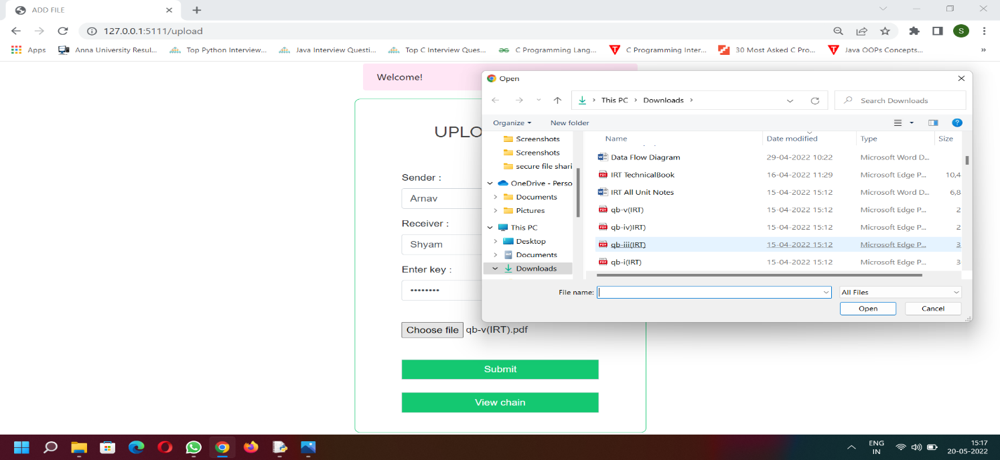 ADD FILE
127.0.0.1:5111/upload
S
Apps
Anna University Resul...
Top Python Interview...
Java Interview Questi...
Top C Interview Ques...
C Programming Lang...
C Programming Inter...
30 Most Asked C Pro...
Java OOPs Concepts...
»
Welcome!
UPLO
Sender :
Arnav
Receiver :
Shyam
Enter key :
••••••••
Choose file qb-v(IRT).pdf
Submit
View chain
Open
This PC > Downloads >
Search Downloads
Organize
New folder
?
Screenshots
Screenshots
secure file shari
OneDrive - Perso
Documents
Pictures
This PC
Desktop
Documents
Downloads
Name Date modified Type Size
Data Flow Diagram 29-04-2022 10:22 Microsoft Word D...
IRT TechnicalBook 16-04-2022 11:29 Microsoft Edge P... 10,4
IRT All Unit Notes 15-04-2022 15:12 Microsoft Word D... 6,8
qb-v(IRT) 15-04-2022 15:12 Microsoft Edge P... 2
qb-iv)IRT) 15-04-2022 15:12 Microsoft Edge P... 2
qb-iii(IRT) 15-04-2022 15:12 Microsoft Edge P... 3
qb-i(IRT) 15-04-2022 15:12 Microsoft Edge P... 3
File name:
All Files
Open
Cancel
ENG
IN
15:17
20-05-2022